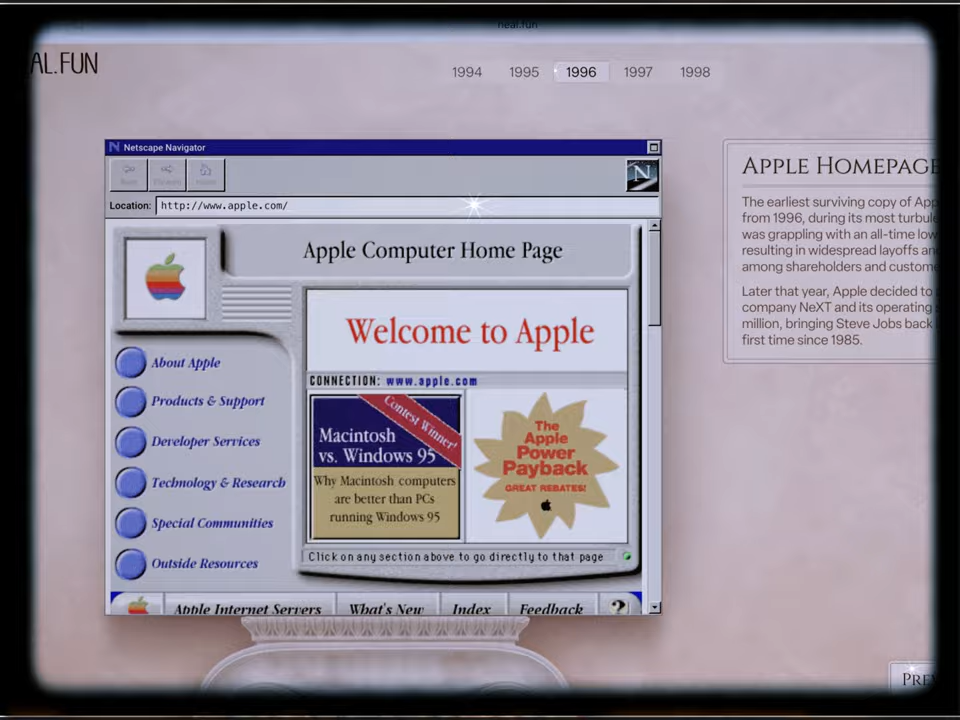 neal.fun
AL.FUN
1994 1995 1996 1997 1998
Netscape Navigator
N
Location: http://www.apple.com/
Apple Computer Home Page
Welcome to Apple
CONNECTION: www.apple.com
About Apple
Products & Support
Developer Services
Technology & Research
Special Communities
Outside Resources
Contest Winner!
Macintosh
vs. Windows 95
Why Macintosh computers
are better than PCs
running Windows 95
The
Apple
Power
Payback
GREAT REBATES!
Click on any section above to go directly to that page
Apple Internet Servers What's New Index Feedback ?
APPLE HOMEPAGE
The earliest surviving copy of App
from 1996, during its most turbule
was grappling with an all-time low
resulting in widespread layoffs and
among shareholders and custome
Later that year, Apple decided to
company NeXT and its operating
million, bringing Steve Jobs back
first time since 1985.
PREV